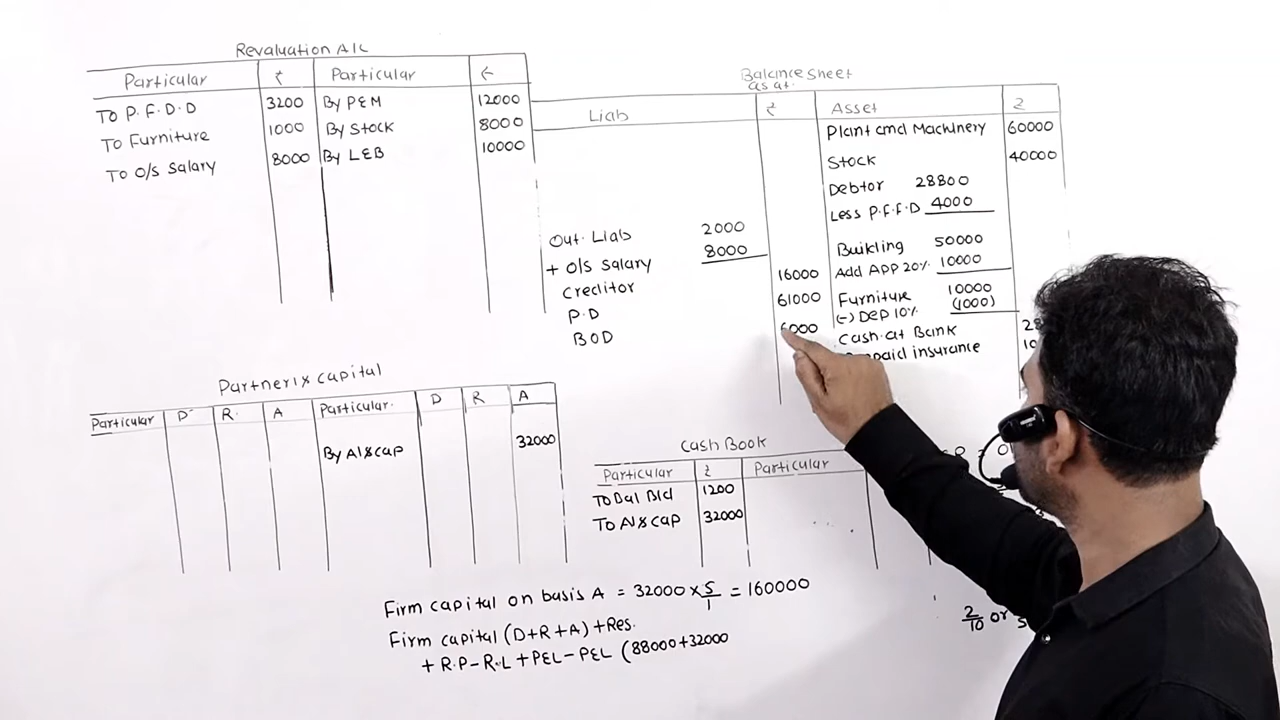 Revaluation A/C
Particular ₹ Particular ₹
To P.F.D.D 3200 By P&M 12000
To Furniture 1000 By Stock 8000
To O/s Salary 8000 By L&B 10000
Balance Sheet
as at
Liab ₹ Asset ₹
Plant and Machinery 60000
Stock 40000
Debtor 28800
Less P.F.F.D 4000
Out. Liab 2000
+ O/s Salary 8000
Building 50000
Add APP 20% 10000
16000
Creditor 61000
Furniture 10000
(-) Dep 10% (1000)
P.D 6000
BOD
Cash at Bank
insurance
Partner's Capital
Particular D R A Particular D R A
By A's Cap 32000
Cash Book
Particular ₹ Particular
To Bal B/d 1200
To A's Cap 32000
Firm capital on basis A = 32000 × 5/1 = 160000
Firm capital (D+R+A) + Res.
+ R.P - R.L + P&L - P&L (88000+32000
2/10 or